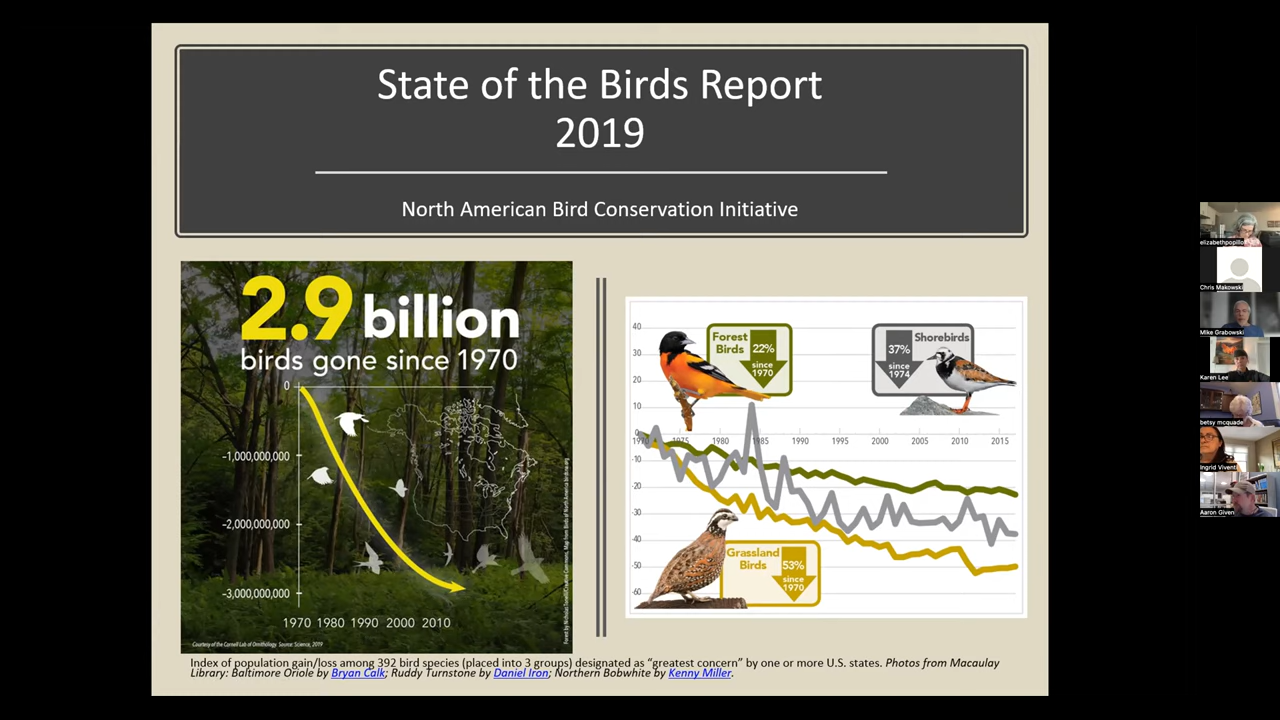 State of the Birds Report
2019
North American Bird Conservation Initiative
2.9 billion
birds gone since 1970
0
-1,000,000,000
-2,000,000,000
-3,000,000,000
1970 1980 1990 2000 2010
Courtesy of the Cornell Lab of Ornithology. Source: Science, 2019
40
30
20
10
0
-10
-20
-30
-40
-50
-60
1970 1975 1980 1985 1990 1995 2000 2005 2010 2015
Forest
Birds
22%
since
1970
Shorebirds
37%
since
1974
Grassland
Birds
53%
since
1970
Index of population gain/loss among 392 bird species (placed into 3 groups) designated as “greatest concern” by one or more U.S. states. Photos from Macaulay
Library: Baltimore Oriole by Bryan Calk; Ruddy Turnstone by Daniel Iron; Northern Bobwhite by Kenny Miller.
Chris Makowski
Mike Grabowski
Karen Lee
betsy mcquade
Ingrid Vivent
Aaron Given